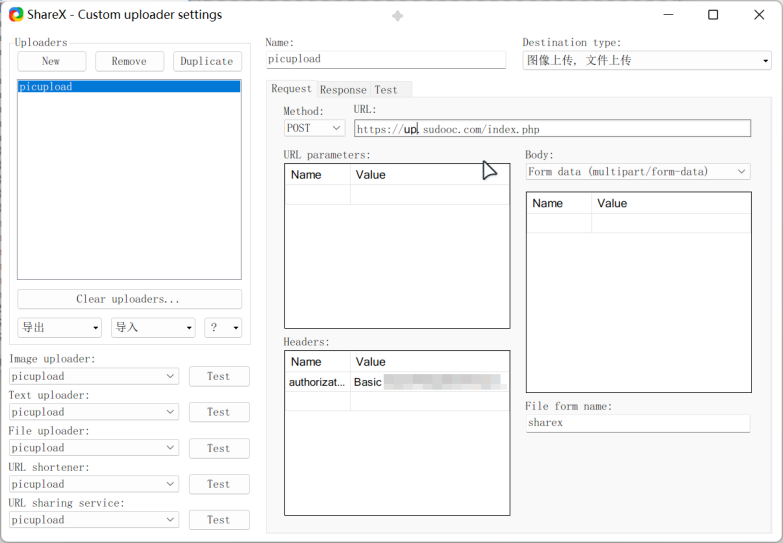 ShareX - Custom uploader settings
Uploaders
New Remove Duplicate
picupload
Clear uploaders...
导出 导入 ?
Image uploader:
picupload Test
Text uploader:
picupload Test
File uploader:
picupload Test
URL shortener:
picupload Test
URL sharing service:
picupload Test
Name:
picupload
Destination type:
图像上传, 文件上传
Request Response Test
Method: URL:
POST https://up.sudooc.com/index.php
URL parameters:
Name Value
Headers:
Name Value
authorizat... Basic
Body:
Form data (multipart/form-data)
Name Value
File form name:
sharex